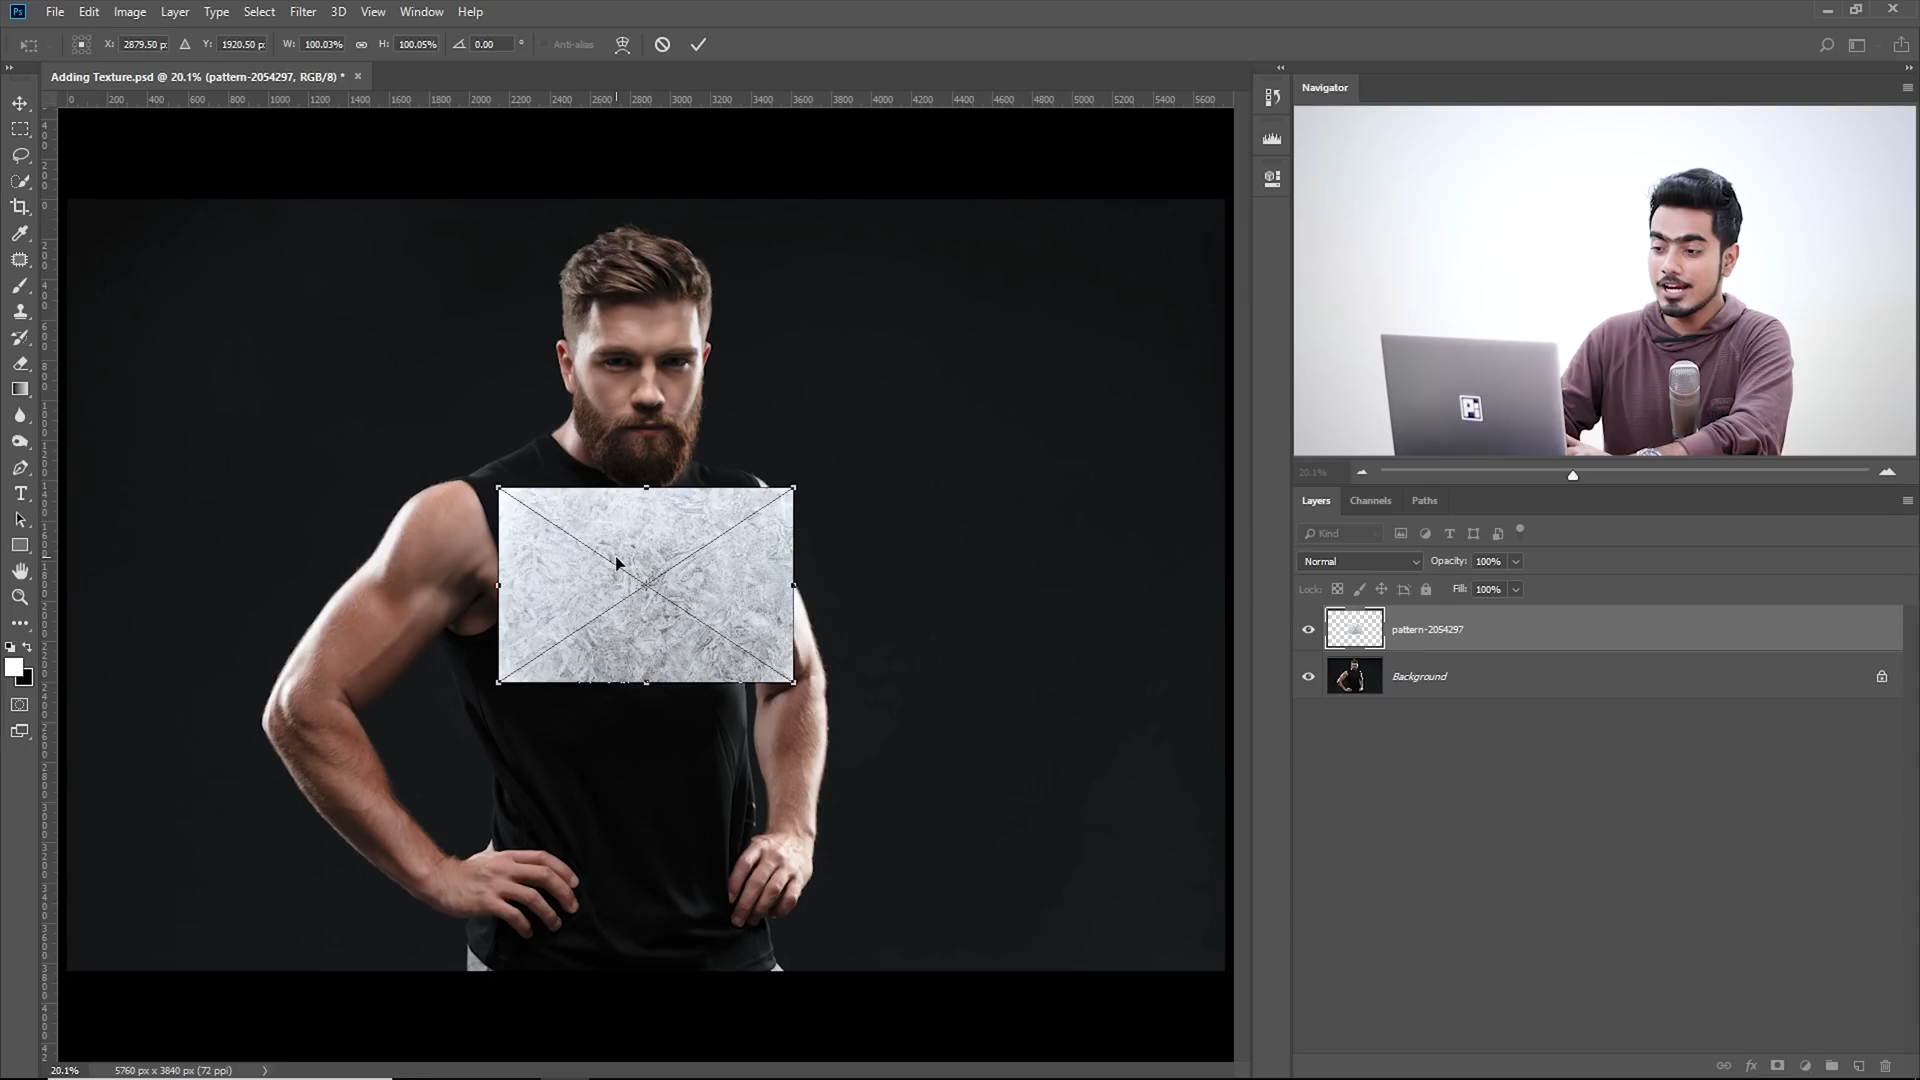 Ps File Edit Image Layer Type Select Filter 3D View Window Help
X: 2879.50 p: Y: 1920.50 p: W: 100.03% H: 100.05% 0.00 ° Anti-alias
Adding Texture.psd @ 20.1% (pattern-2054297, RGB/8) * ×
0 200 400 600 800 1000 1200 1400 1600 1800 2000 2200 2400 2600 2800 3000 3200 3400 3600 3800 4000 4200 4400 4600 4800 5000 5200 5400 5600
Navigator
20.1%
Layers Channels Paths
Kind
Normal Opacity: 100%
Lock: Fill: 100%
pattern-2054297
Background
fx
20.1% 5760 px x 3840 px (72 ppi)